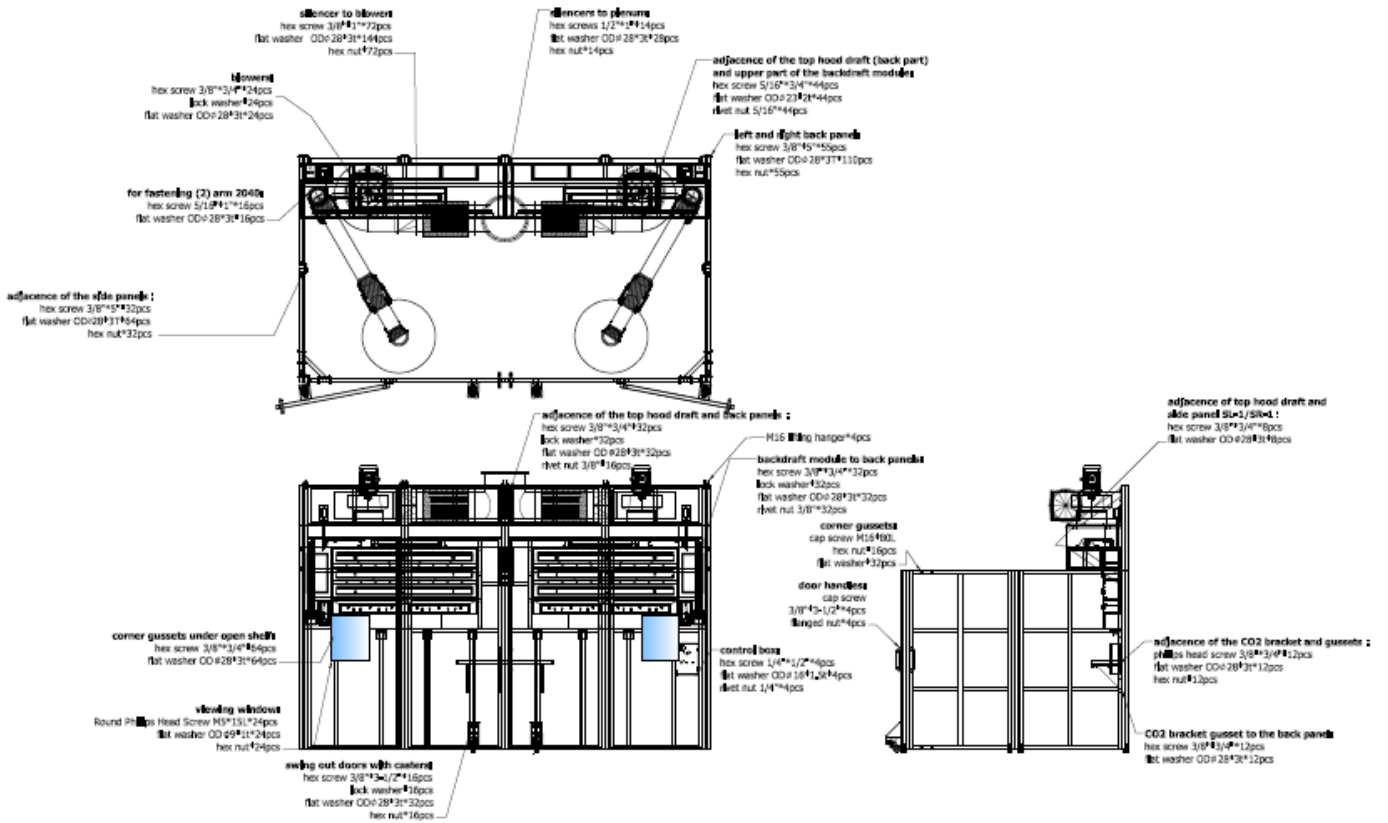 silencer to blower:
hex screw 3/8"*1"*72pcs
flat washer OD⌀28*3t*144pcs
hex nut*72pcs
silencers to plenum:
hex screws 1/2"*1"*14pcs
flat washer OD⌀28*3t*28pcs
hex nut*14pcs
adjacence of the top hood draft (back part)
and upper part of the backdraft module:
hex screw 5/16"*3/4"*44pcs
flat washer OD⌀23*2t*44pcs
rivet nut 5/16"*44pcs
blowers:
hex screw 3/8"*3/4"*24pcs
lock washer*24pcs
flat washer OD⌀28*3t*24pcs
left and right back panels
hex screw 3/8"*5"*55pcs
flat washer OD⌀28*3T*110pcs
hex nut*55pcs
for fastening (2) arm 2040:
hex screw 5/16"*1"*16pcs
flat washer OD⌀28*3t*16pcs
adjacence of the side panels :
hex screw 3/8"*5"*32pcs
flat washer OD⌀28*3T*64pcs
hex nut*32pcs
adjacence of the top hood draft and back panels :
hex screw 3/8"*3/4"*32pcs
lock washer*32pcs
flat washer OD⌀28*3t*32pcs
rivet nut 3/8"*16pcs
M16 lifting hanger*4pcs
backdraft module to back panels:
hex screw 3/8"*3/4"*32pcs
lock washer*32pcs
flat washer OD⌀28*3t*32pcs
rivet nut 3/8"*32pcs
adjacence of top hood draft and
side panel SL-1/SR-1 :
hex screw 3/8"*3/4"*8pcs
flat washer OD⌀28*3t*8pcs
corner gussets:
cap screw M16*80L
hex nut*16pcs
flat washer*32pcs
door handles:
cap screw
3/8"*3-1/2"*4pcs
flanged nut*4pcs
corner gussets under open shelf:
hex screw 3/8"*3/4"*64pcs
flat washer OD⌀28*3t*64pcs
control box:
hex screw 1/4"*1/2"*4pcs
flat washer OD⌀16*1.5t*4pcs
rivet nut 1/4"*4pcs
adjacence of the CO2 bracket and gussets :
philips head screw 3/8"*3/4"*12pcs
flat washer OD⌀28*3t*12pcs
hex nut*12pcs
viewing window:
Round Philips Head Screw M5*15L*24pcs
flat washer OD⌀9*1t*24pcs
hex nut*24pcs
CO2 bracket gusset to the back panels
hex screw 3/8"*3/4"*12pcs
flat washer OD⌀28*3t*12pcs
swing out doors with casters:
hex screw 3/8"*3-1/2"*16pcs
lock washer*16pcs
flat washer OD⌀28*3t*32pcs
hex nut*16pcs